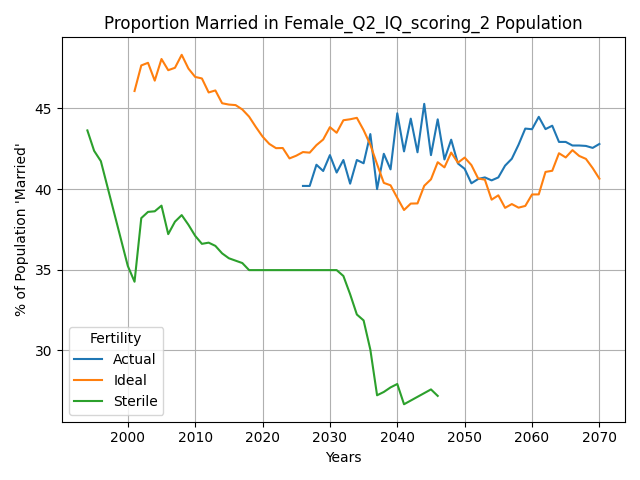 Proportion Married in Female_Q2_IQ_scoring_2 Population
% of Population 'Married'
45
40
35
30
Fertility
Actual
Ideal
Sterile
2000 2010 2020 2030 2040 2050 2060 2070
Years